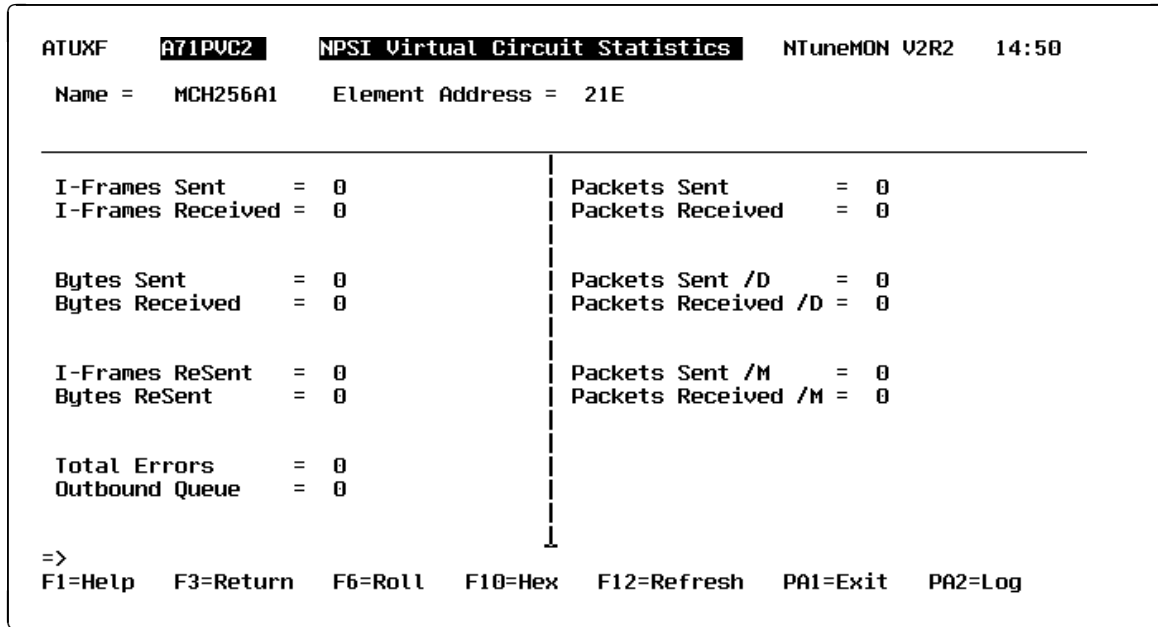 ATUXF A71PVC2 NPSI Virtual Circuit Statistics NTuneMON V2R2 14:50
Name = MCH256A1 Element Address = 21E
I-Frames Sent = 0 Packets Sent = 0
I-Frames Received = 0 Packets Received = 0
Bytes Sent = 0 Packets Sent /D = 0
Bytes Received = 0 Packets Received /D = 0
I-Frames ReSent = 0 Packets Sent /M = 0
Bytes ReSent = 0 Packets Received /M = 0
Total Errors = 0
Outbound Queue = 0
=>
F1=Help F3=Return F6=Roll F10=Hex F12=Refresh PA1=Exit PA2=Log